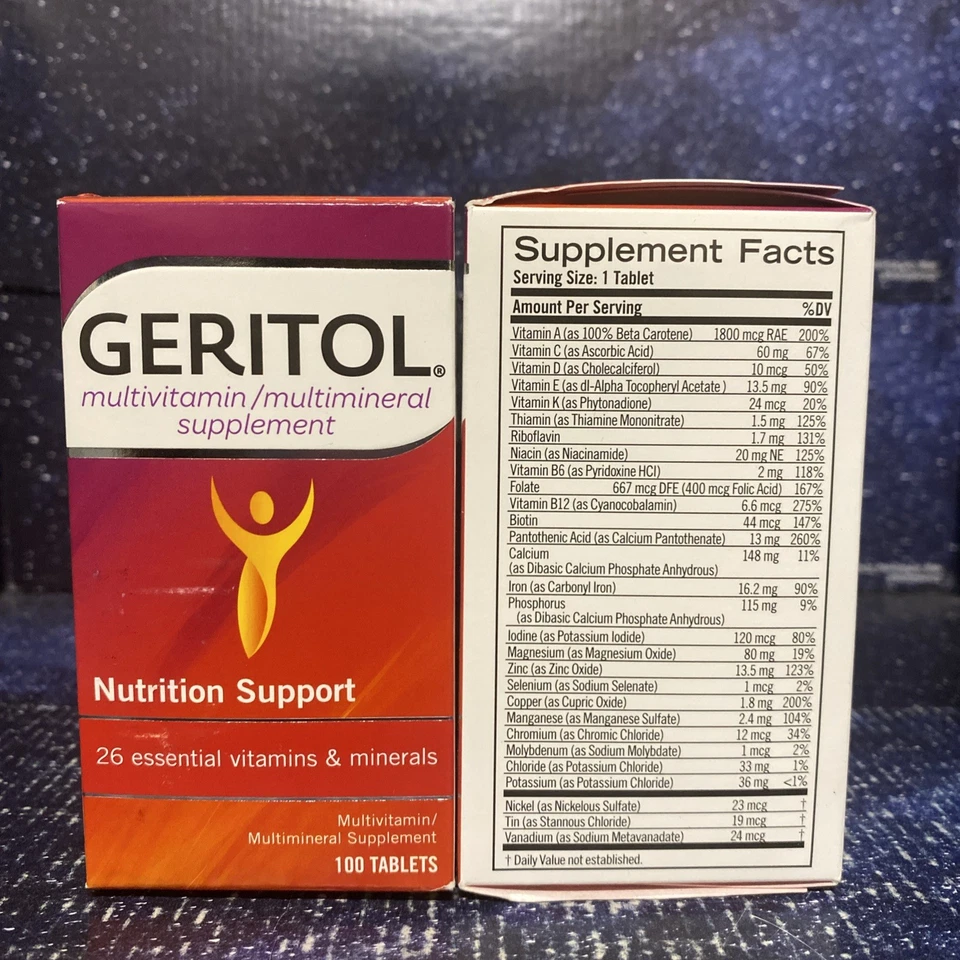 GERITOL®
multivitamin/multimineral
supplement
Nutrition Support
26 essential vitamins & minerals
Multivitamin/
Multimineral Supplement
100 TABLETS
Supplement Facts
Serving Size: 1 Tablet
Amount Per Serving %DV
Vitamin A (as 100% Beta Carotene) 1800 mcg RAE 200%
Vitamin C (as Ascorbic Acid) 60 mg 67%
Vitamin D (as Cholecalciferol) 10 mcg 50%
Vitamin E (as dl-Alpha Tocopheryl Acetate ) 13.5 mg 90%
Vitamin K (as Phytonadione) 24 mcg 20%
Thiamin (as Thiamine Mononitrate) 1.5 mg 125%
Riboflavin 1.7 mg 131%
Niacin (as Niacinamide) 20 mg NE 125%
Vitamin B6 (as Pyridoxine HCl) 2 mg 118%
Folate 667 mcg DFE (400 mcg Folic Acid) 167%
Vitamin B12 (as Cyanocobalamin) 6.6 mcg 275%
Biotin 44 mcg 147%
Pantothenic Acid (as Calcium Pantothenate) 13 mg 260%
Calcium 148 mg 11%
(as Dibasic Calcium Phosphate Anhydrous)
Iron (as Carbonyl Iron) 16.2 mg 90%
Phosphorus 115 mg 9%
(as Dibasic Calcium Phosphate Anhydrous)
Iodine (as Potassium Iodide) 120 mcg 80%
Magnesium (as Magnesium Oxide) 80 mg 19%
Zinc (as Zinc Oxide) 13.5 mg 123%
Selenium (as Sodium Selenate) 1 mcg 2%
Copper (as Cupric Oxide) 1.8 mg 200%
Manganese (as Manganese Sulfate) 2.4 mg 104%
Chromium (as Chromic Chloride) 12 mcg 34%
Molybdenum (as Sodium Molybdate) 1 mcg 2%
Chloride (as Potassium Chloride) 33 mg 1%
Potassium (as Potassium Chloride) 36 mg <1%
Nickel (as Nickelous Sulfate) 23 mcg †
Tin (as Stannous Chloride) 19 mcg †
Vanadium (as Sodium Metavanadate) 24 mcg †
† Daily Value not established.